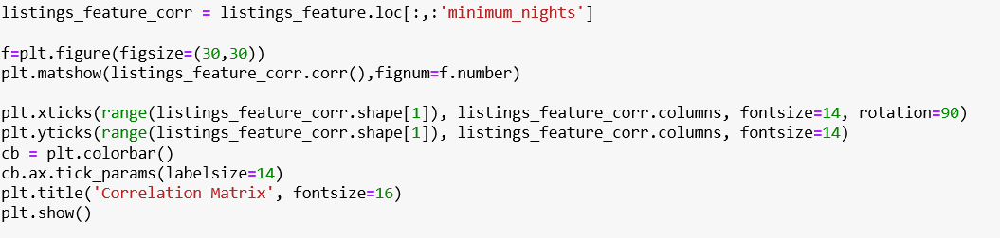 listings_feature_corr = listings_feature.loc[:,:'minimum_nights']
f=plt.figure(figsize=(30,30))
plt.matshow(listings_feature_corr.corr(),fignum=f.number)
plt.xticks(range(listings_feature_corr.shape[1]), listings_feature_corr.columns, fontsize=14, rotation=90)
plt.yticks(range(listings_feature_corr.shape[1]), listings_feature_corr.columns, fontsize=14)
cb = plt.colorbar()
cb.ax.tick_params(labelsize=14)
plt.title('Correlation Matrix', fontsize=16)
plt.show()